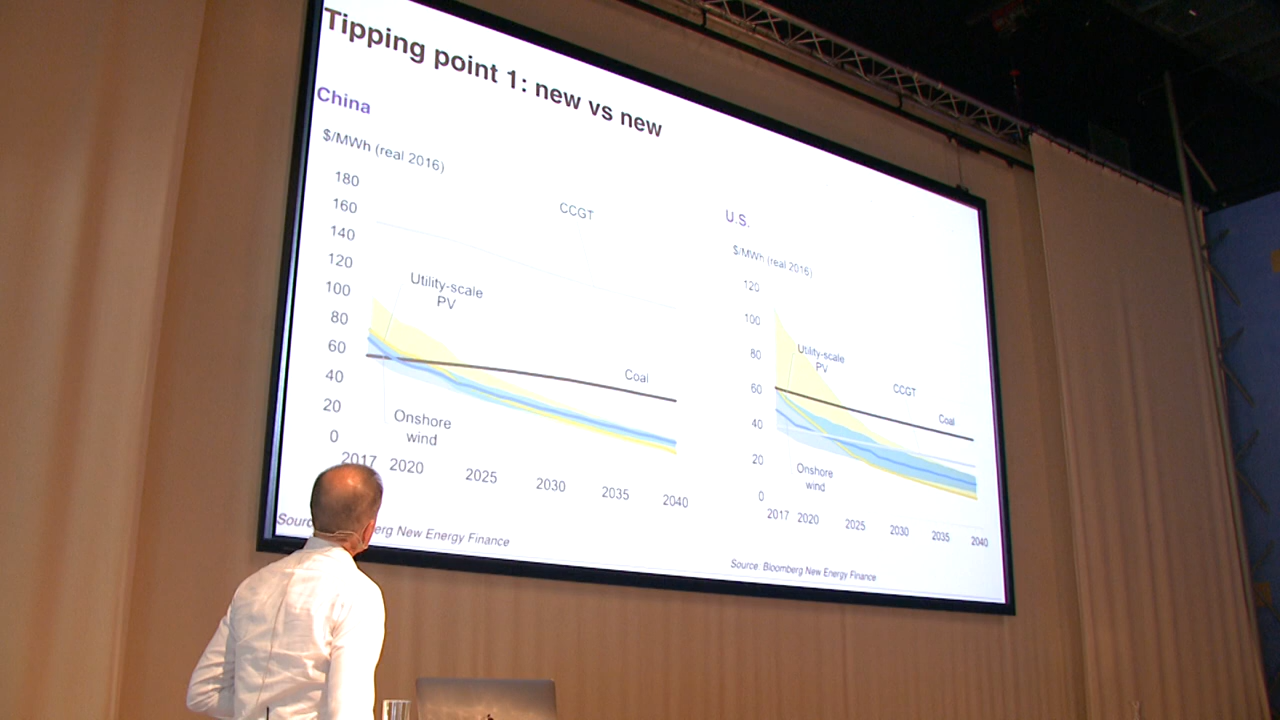 Tipping point 1: new vs new
China
$/MWh (real 2016)
180
160
140
120
100
80
60
40
20
0
CCGT
Utility-scale
PV
Coal
Onshore
wind
2017 2020 2025 2030 2035 2040
erg New Energy Finance
U.S.
$/MWh (real 2016)
120
100
80
60
40
20
0
Utility-scale
PV
CCGT
Coal
Onshore
wind
2017 2020 2025 2030 2035 2040
Source: Bloomberg New Energy Finance